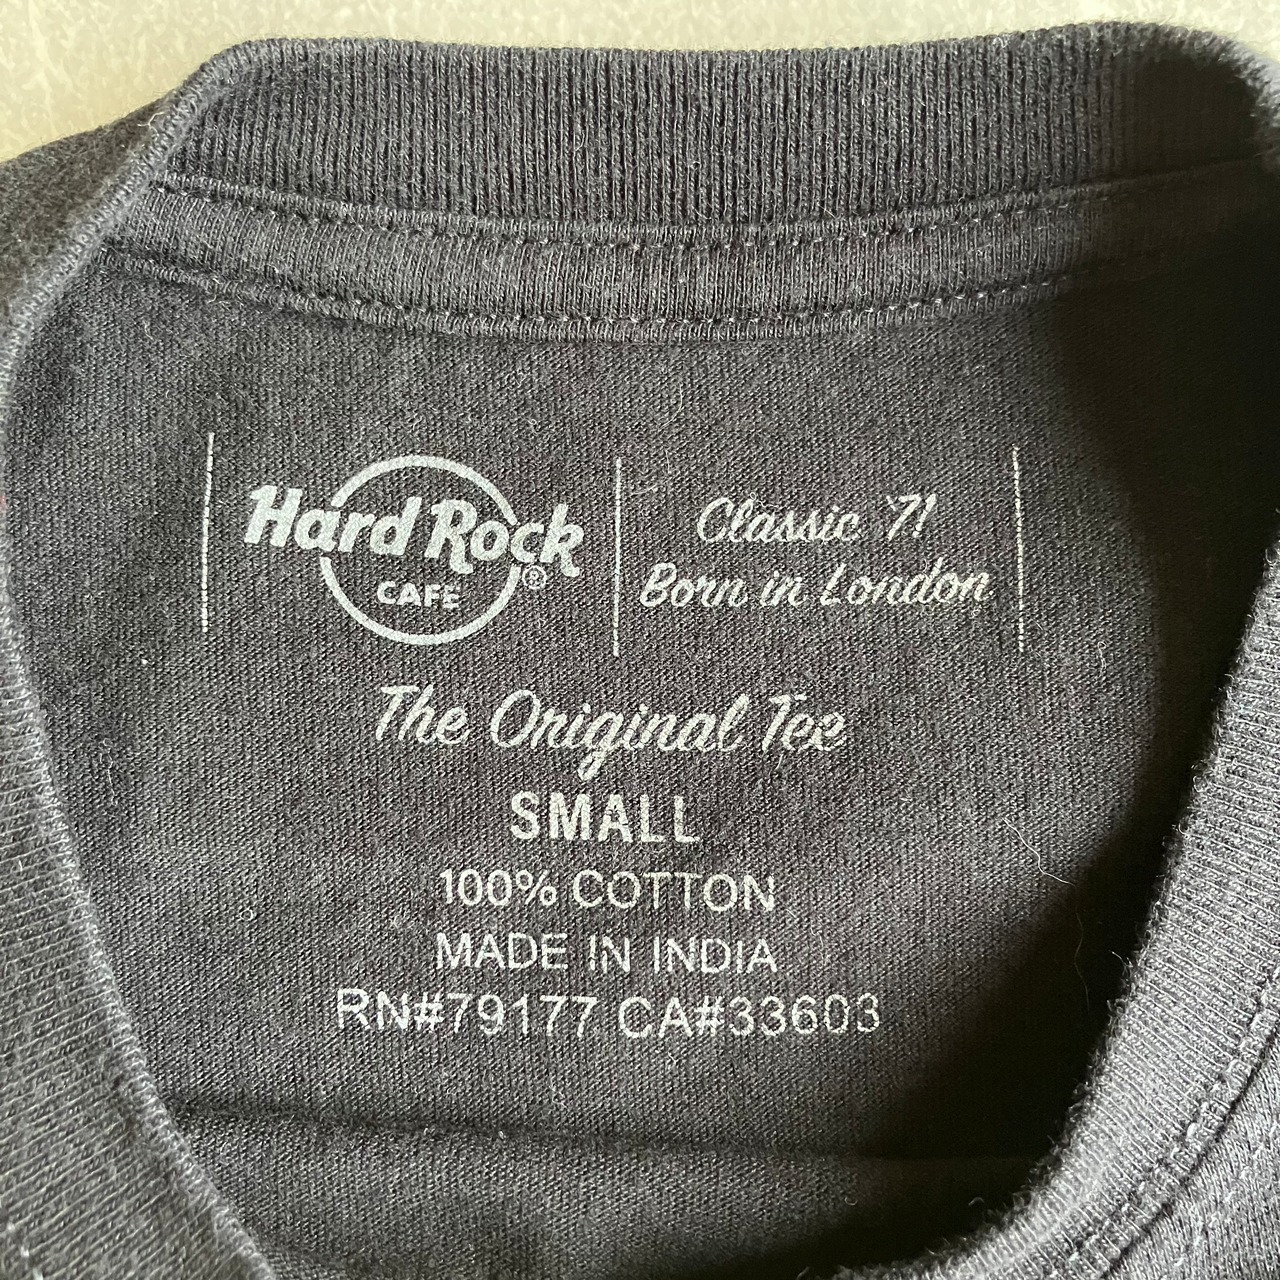 Hard Rock
CAFE
®
Classic '71
Born in London
The Original Tee
SMALL
100% COTTON
MADE IN INDIA
RN#79177 CA#33603